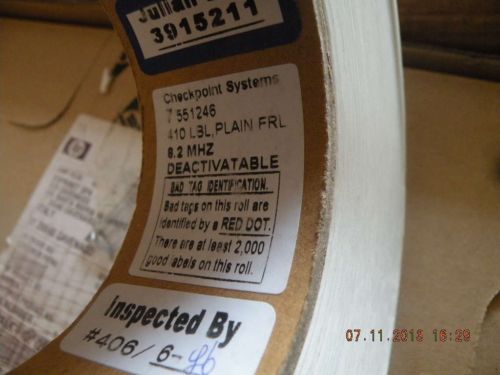 Julian
3915211
Checkpoint Systems
7 551246
410 LBL,PLAIN FRL
8.2 MHZ
DEACTIVATABLE
BAD TAG IDENTIFICATION.
Bad tags on this roll are
identified by a RED DOT.
There are at least 2,000
good labels on this roll.
Inspected By
#406/ 6-
hp
07.11.2013 16:29